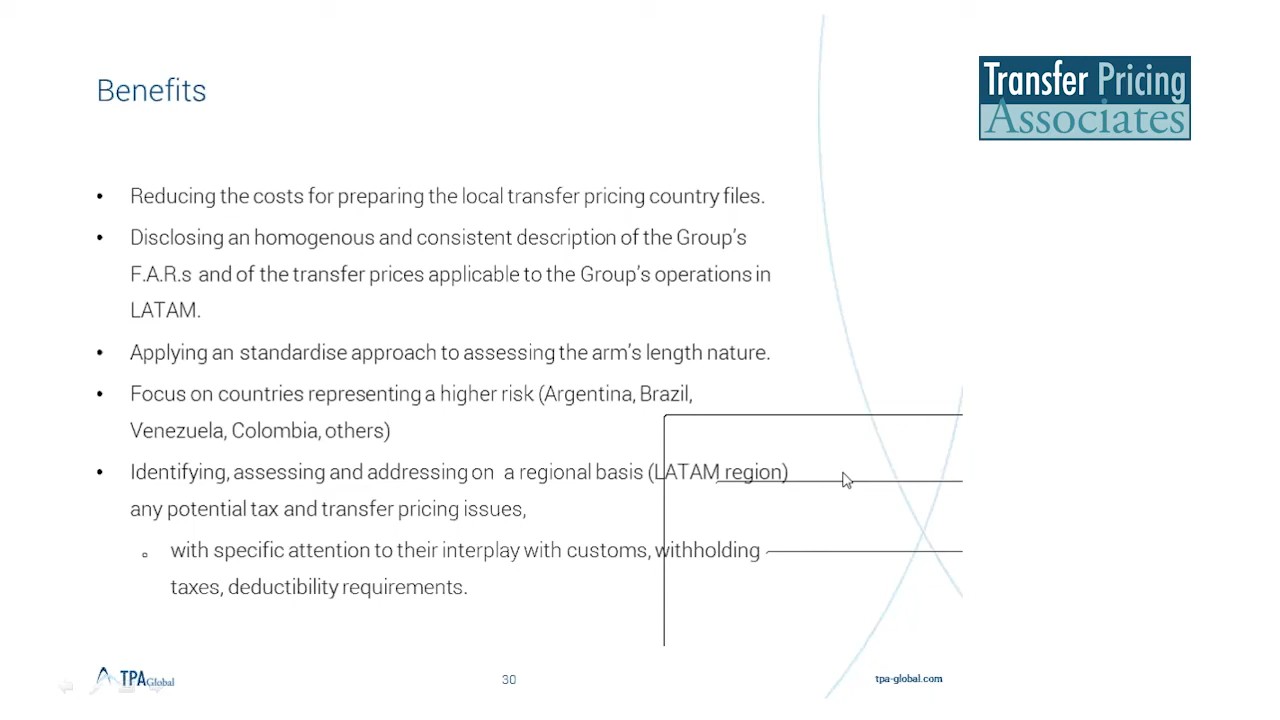 Benefits
Transfer Pricing
Associates
• Reducing the costs for preparing the local transfer pricing country files.
• Disclosing an homogenous and consistent description of the Group's
F.A.R.s and of the transfer prices applicable to the Group's operations in
LATAM.
• Applying an standardise approach to assessing the arm's length nature.
• Focus on countries representing a higher risk (Argentina, Brazil,
Venezuela, Colombia, others)
• Identifying, assessing and addressing on a regional basis (LATAM region)
any potential tax and transfer pricing issues,
▫ with specific attention to their interplay with customs, withholding
taxes, deductibility requirements.
TPA Global
30
tpa-global.com